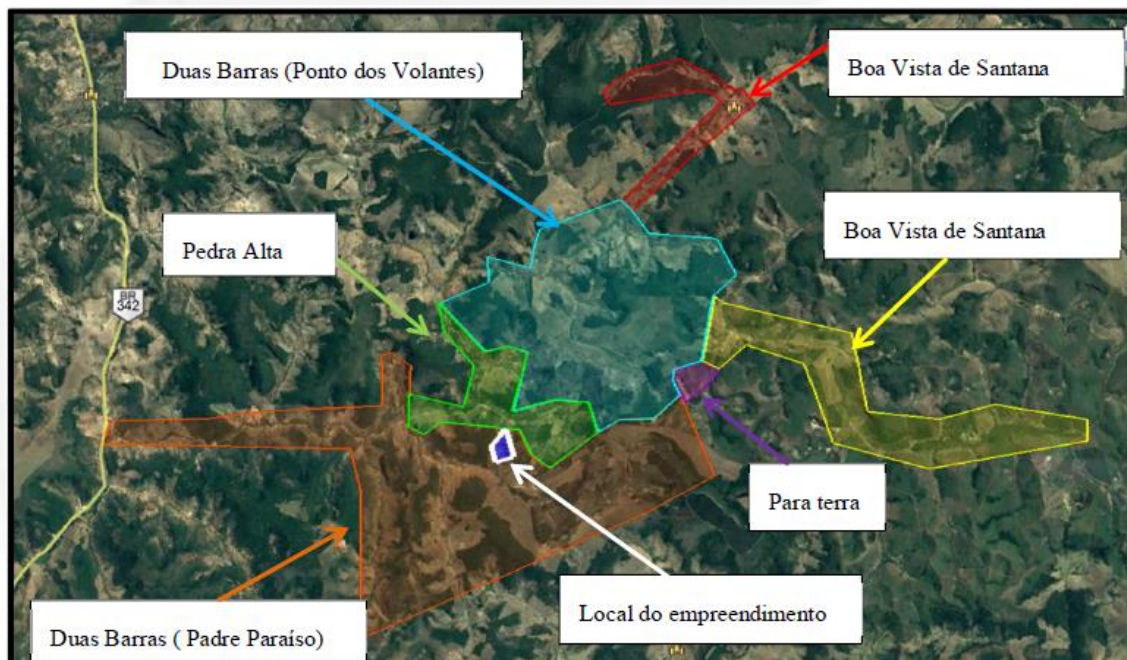 Duas Barras (Ponto dos Volantes)
Boa Vista de Santana
Pedra Alta
Boa Vista de Santana
BR
342
Para terra
Local do empreendimento
Duas Barras ( Padre Paraíso)